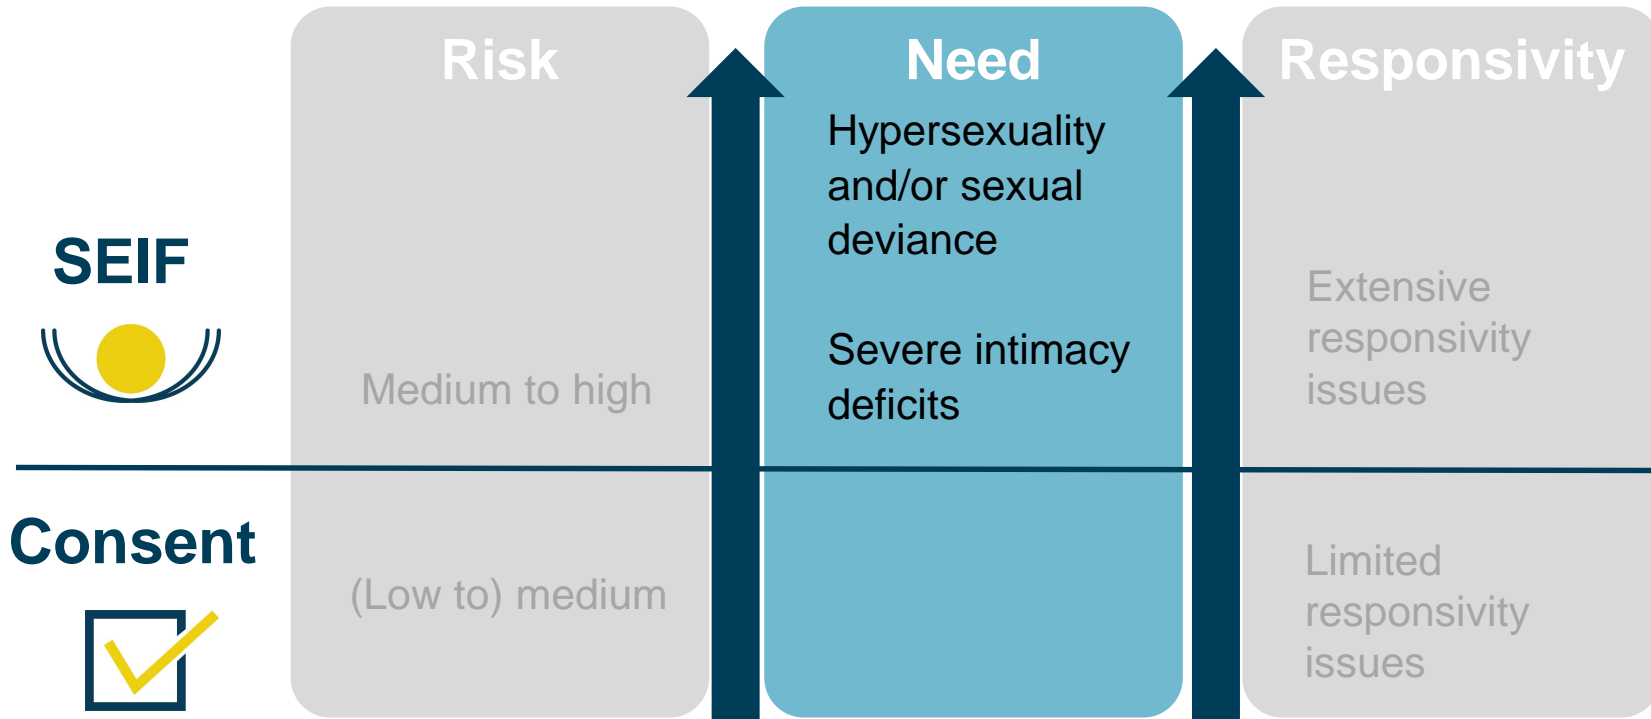 Risk
Need
Responsivity
SEIF
Medium to high
Hypersexuality
and/or sexual
deviance
Severe intimacy
deficits
Extensive
responsivity
issues
Consent
(Low to) medium
Limited
responsivity
issues